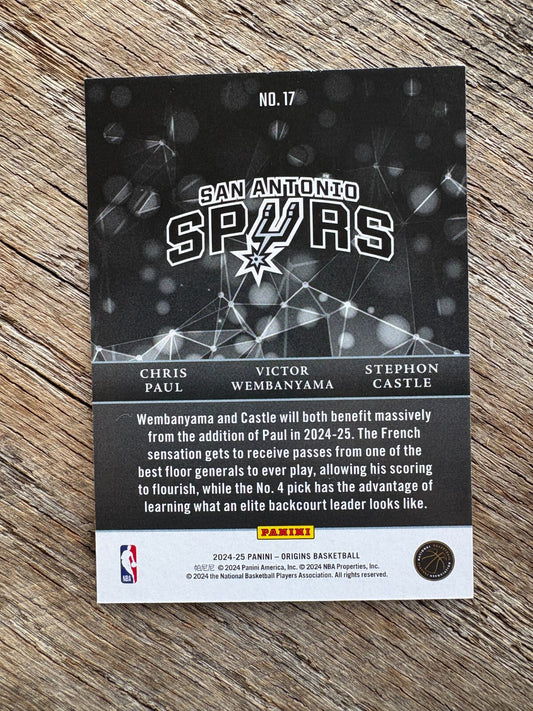 NO. 17
SAN ANTONIO
SPURS
CHRIS PAUL
VICTOR WEMBANYAMA
STEPHON CASTLE
Wembanyama and Castle will both benefit massively
from the addition of Paul in 2024-25. The French
sensation gets to receive passes from one of the
best floor generals to ever play, allowing his scoring
to flourish, while the No. 4 pick has the advantage of
learning what an elite backcourt leader looks like.
PANINI
2024-25 PANINI – ORIGINS BASKETBALL
帕尼尼 © 2024 Panini America, Inc. © 2024 NBA Properties, Inc.
© 2024 the National Basketball Players Association. All rights reserved.
NBA